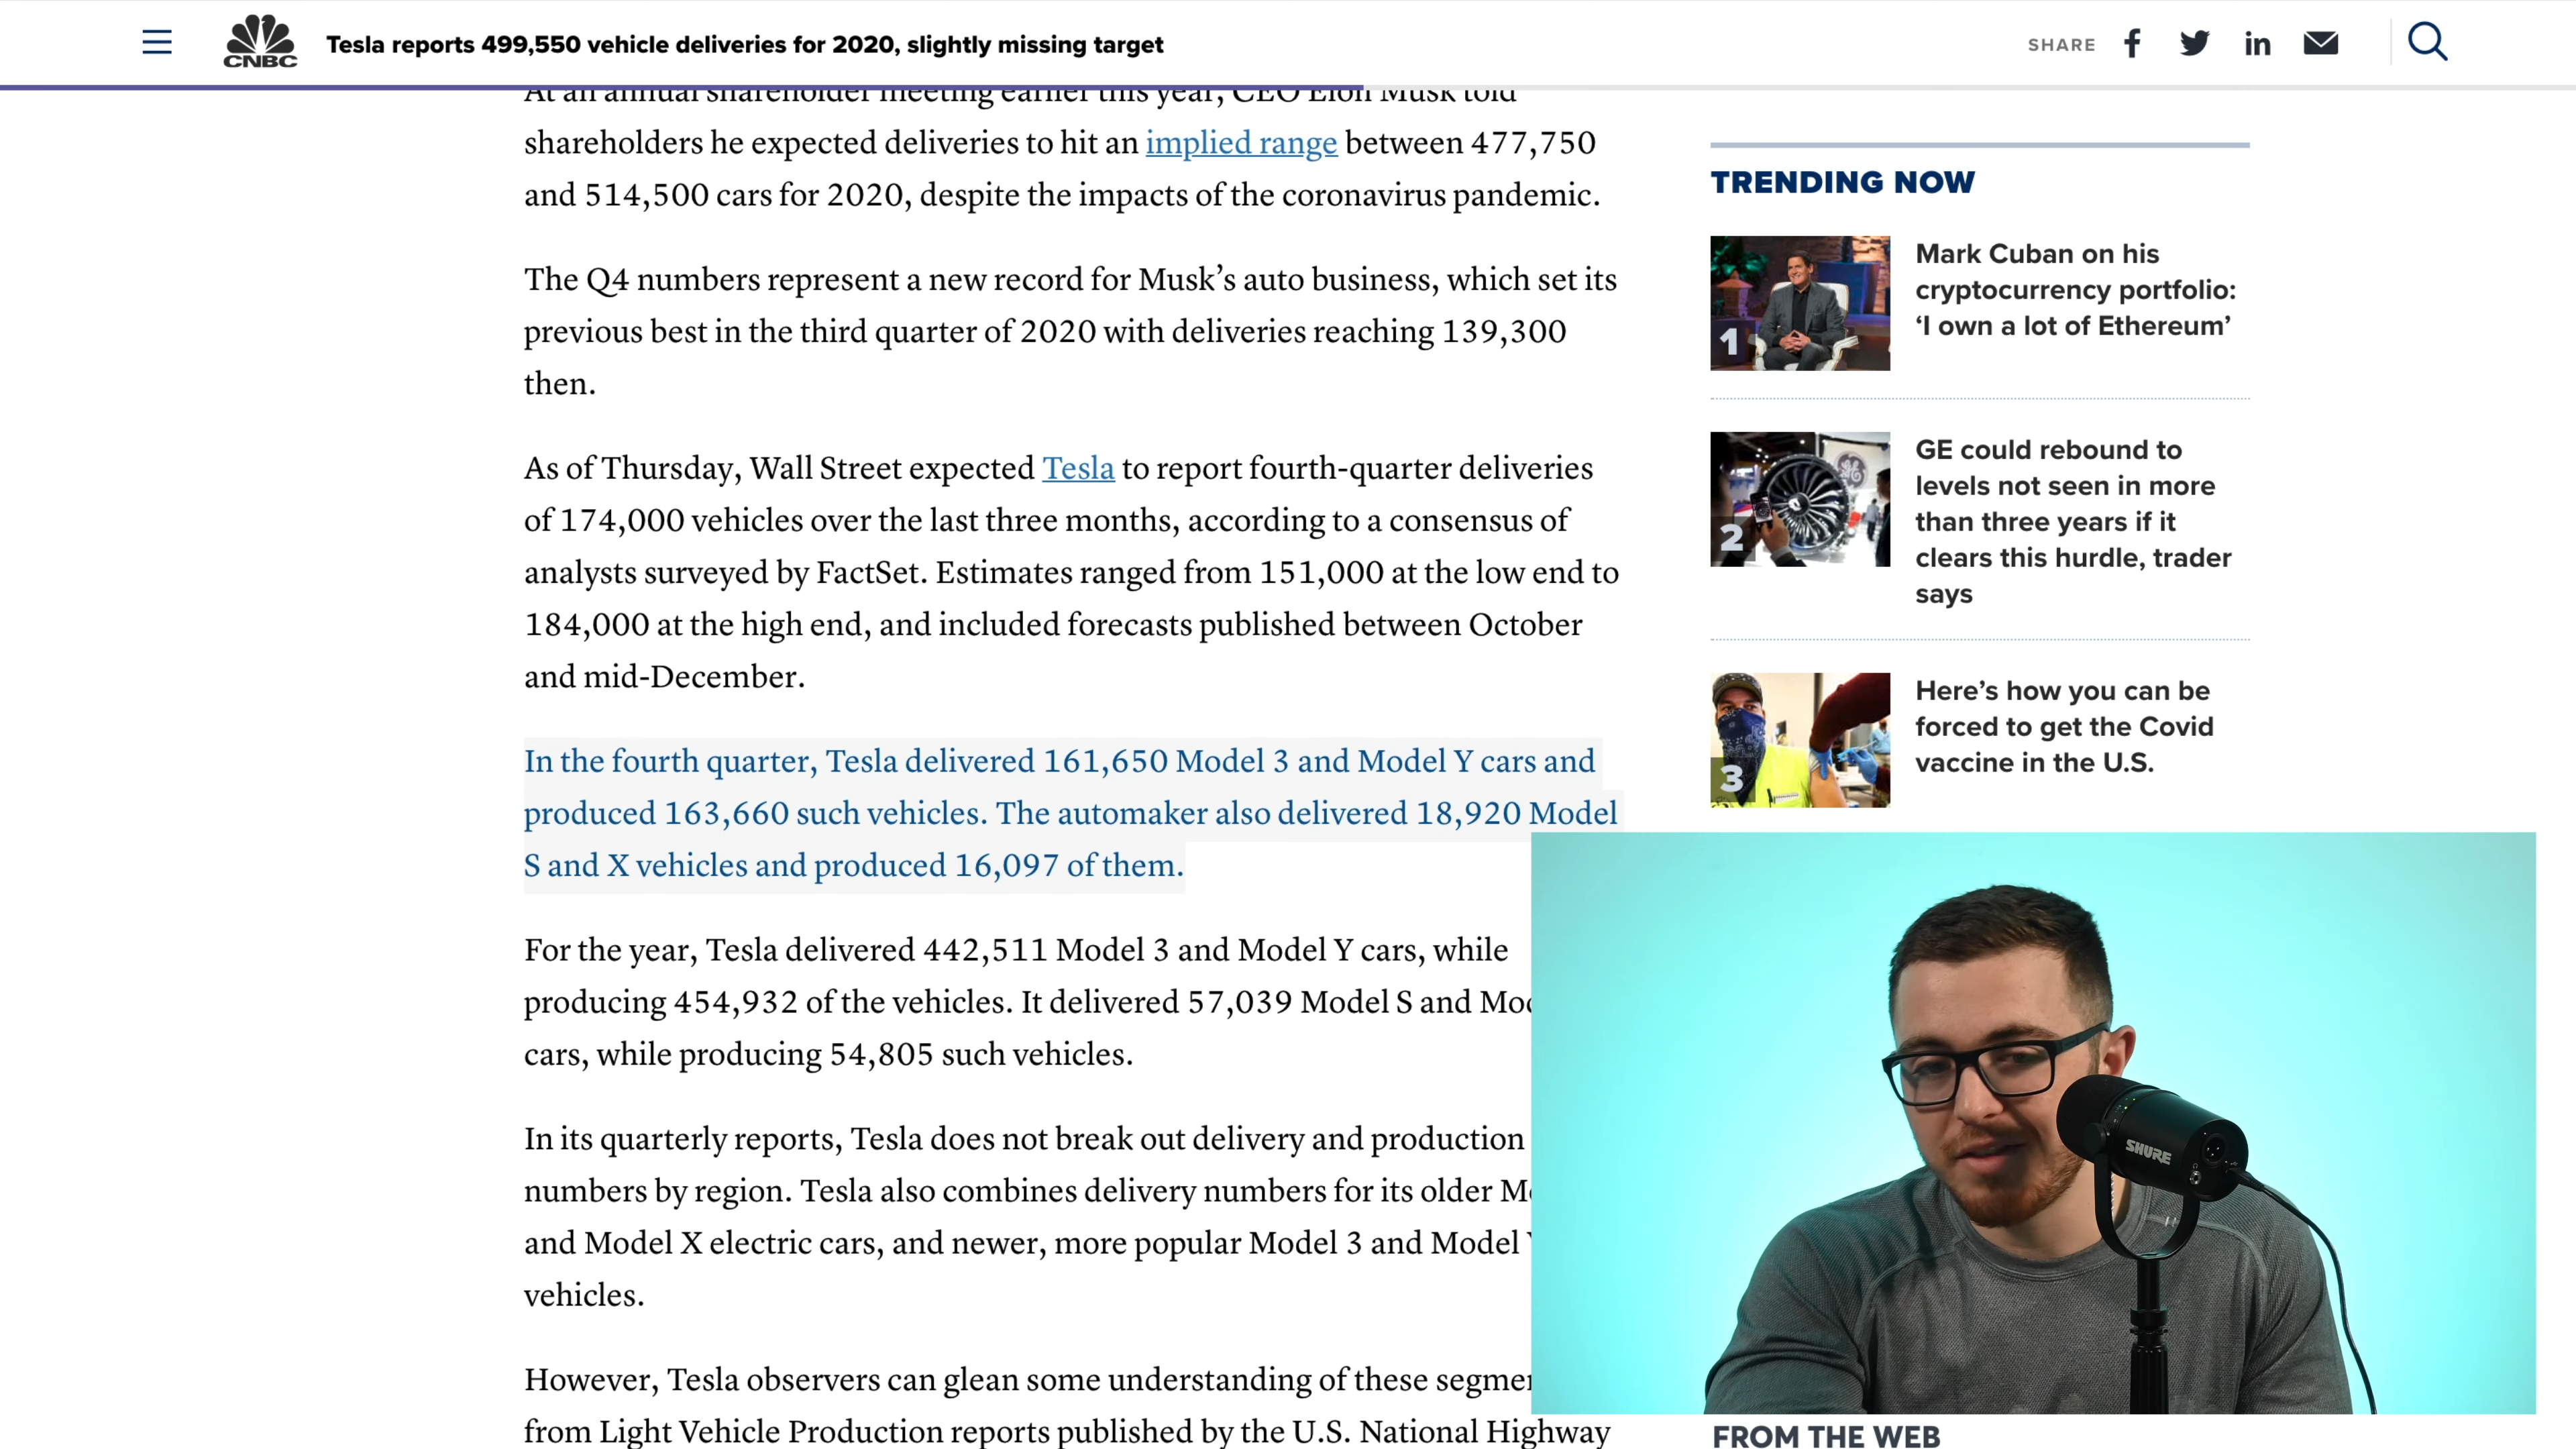 CNBC
Tesla reports 499,550 vehicle deliveries for 2020, slightly missing target
SHARE
At an annual shareholder meeting earlier this year, CEO Elon Musk told
shareholders he expected deliveries to hit an implied range between 477,750
and 514,500 cars for 2020, despite the impacts of the coronavirus pandemic.
The Q4 numbers represent a new record for Musk’s auto business, which set its
previous best in the third quarter of 2020 with deliveries reaching 139,300
then.
As of Thursday, Wall Street expected Tesla to report fourth-quarter deliveries
of 174,000 vehicles over the last three months, according to a consensus of
analysts surveyed by FactSet. Estimates ranged from 151,000 at the low end to
184,000 at the high end, and included forecasts published between October
and mid-December.
In the fourth quarter, Tesla delivered 161,650 Model 3 and Model Y cars and
produced 163,660 such vehicles. The automaker also delivered 18,920 Model
S and X vehicles and produced 16,097 of them.
For the year, Tesla delivered 442,511 Model 3 and Model Y cars, while
producing 454,932 of the vehicles. It delivered 57,039 Model S and
cars, while producing 54,805 such vehicles.
In its quarterly reports, Tesla does not break out delivery and production
numbers by region. Tesla also combines delivery numbers for its older
and Model X electric cars, and newer, more popular Model 3 and Model
vehicles.
However, Tesla observers can glean some understanding of these
from Light Vehicle Production reports published by the U.S. National Highway
TRENDING NOW
1
Mark Cuban on his
cryptocurrency portfolio:
‘I own a lot of Ethereum’
2
GE could rebound to
levels not seen in more
than three years if it
clears this hurdle, trader
says
3
Here’s how you can be
forced to get the Covid
vaccine in the U.S.
SHURE
FROM THE WEB